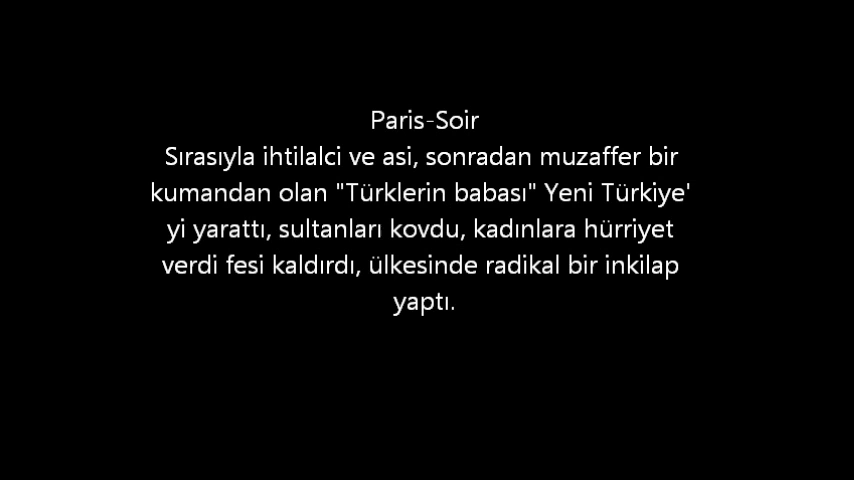 Paris-Soir
Sırasıyla ihtilalci ve asi, sonradan muzaffer bir
kumandan olan "Türklerin babası" Yeni Türkiye'
yi yarattı, sultanları kovdu, kadınlara hürriyet
verdi fesi kaldırdı, ülkesinde radikal bir inkilap
yaptı.